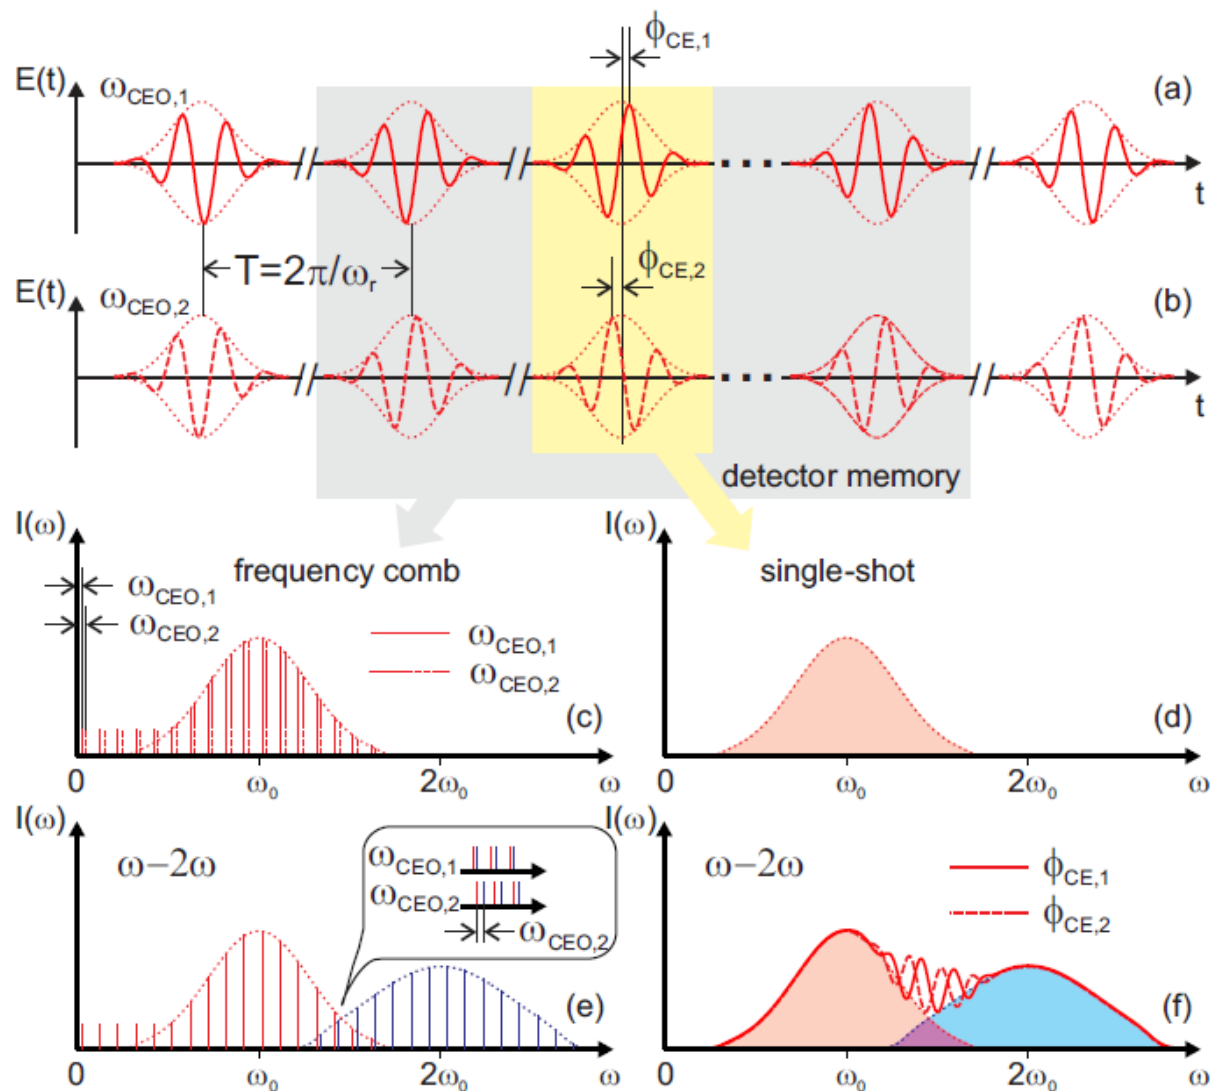 ϕCE,1
E(t) ωCEO,1 (a)
// // ··· //
t
T=2π/ωr ϕCE,2
E(t) ωCEO,2 (b)
// // ··· //
t
detector memory
I(ω) I(ω)
frequency comb single-shot
ωCEO,1
ωCEO,2
ωCEO,1
ωCEO,2
(c) (d)
0 ω0 2ω0 ω 0 ω0 2ω0 ω
I(ω) I(ω)
ω−2ω ωCEO,1 ω−2ω ϕCE,1
ωCEO,2 ϕCE,2
ωCEO,2
(e) (f)
0 ω0 2ω0 ω 0 ω0 2ω0 ω